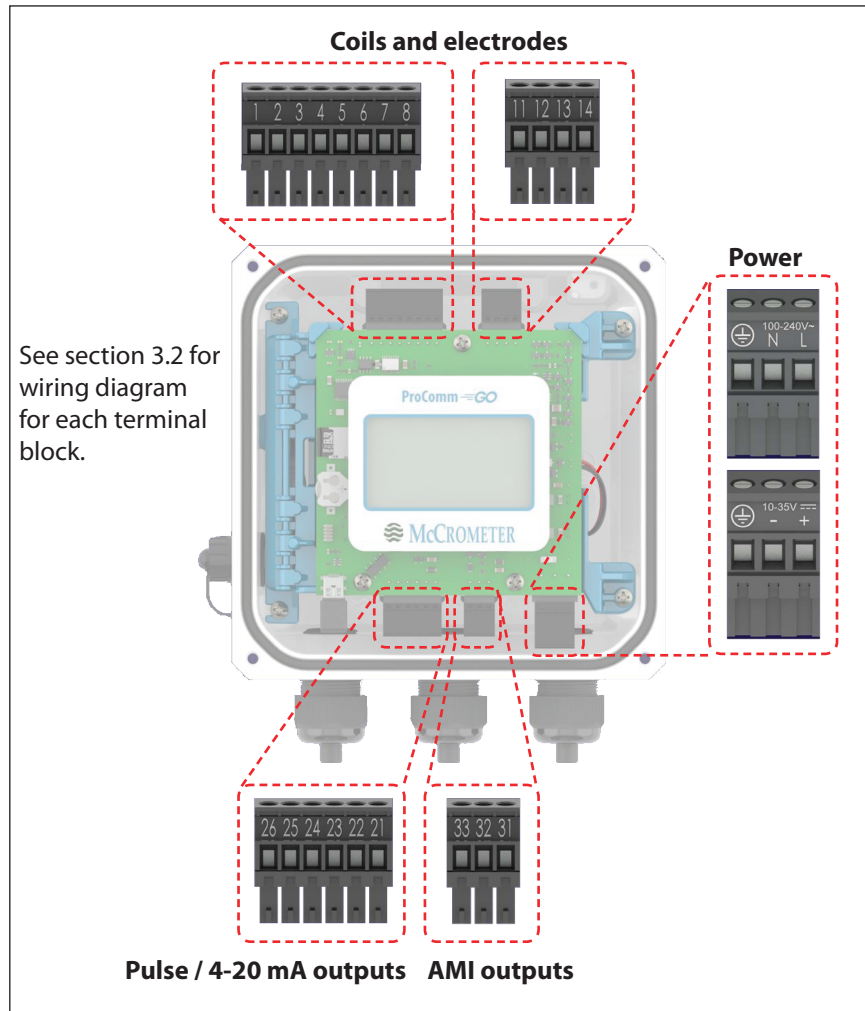 Coils and electrodes
1 2 3 4 5 6 7 8
11 12 13 14
Power
100-240V~
N L
10-35V
- +
See section 3.2 for
wiring diagram
for each terminal
block.
ProComm GO
McCROMETER
26 25 24 23 22 21
33 32 31
Pulse / 4-20 mA outputs
AMI outputs